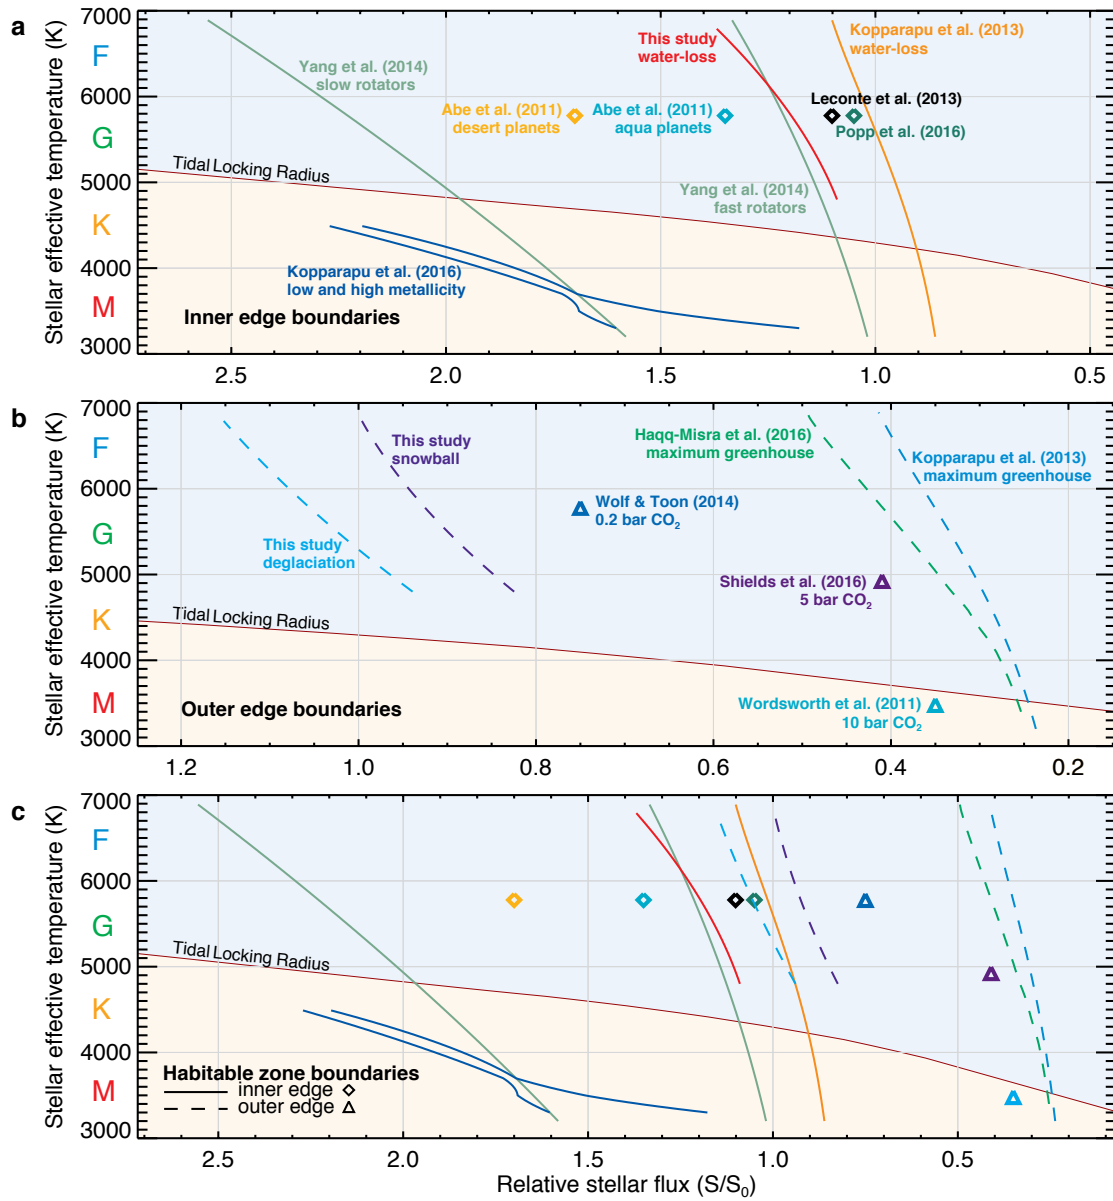 a
7000
6000
5000
4000
3000
Stellar effective temperature (K)
F
G
K
M
Yang et al. (2014)
slow rotators
This study
water-loss
Kopparapu et al. (2013)
water-loss
Abe et al. (2011)
desert planets
Abe et al. (2011)
aqua planets
Leconte et al. (2013)
Popp et al. (2016)
Tidal Locking Radius
Yang et al. (2014)
fast rotators
Kopparapu et al. (2016)
low and high metallicity
Inner edge boundaries
2.5 2.0 1.5 1.0 0.5
b
7000
6000
5000
4000
3000
Stellar effective temperature (K)
F
G
K
M
This study
snowball
Haqq-Misra et al. (2016)
maximum greenhouse
Kopparapu et al. (2013)
maximum greenhouse
Wolf & Toon (2014)
0.2 bar CO₂
This study
deglaciation
Shields et al. (2016)
5 bar CO₂
Tidal Locking Radius
Wordsworth et al. (2011)
10 bar CO₂
Outer edge boundaries
1.2 1.0 0.8 0.6 0.4 0.2
c
7000
6000
5000
4000
3000
Stellar effective temperature (K)
F
G
K
M
Tidal Locking Radius
Habitable zone boundaries
inner edge
outer edge
2.5 2.0 1.5 1.0 0.5
Relative stellar flux (S/S₀)